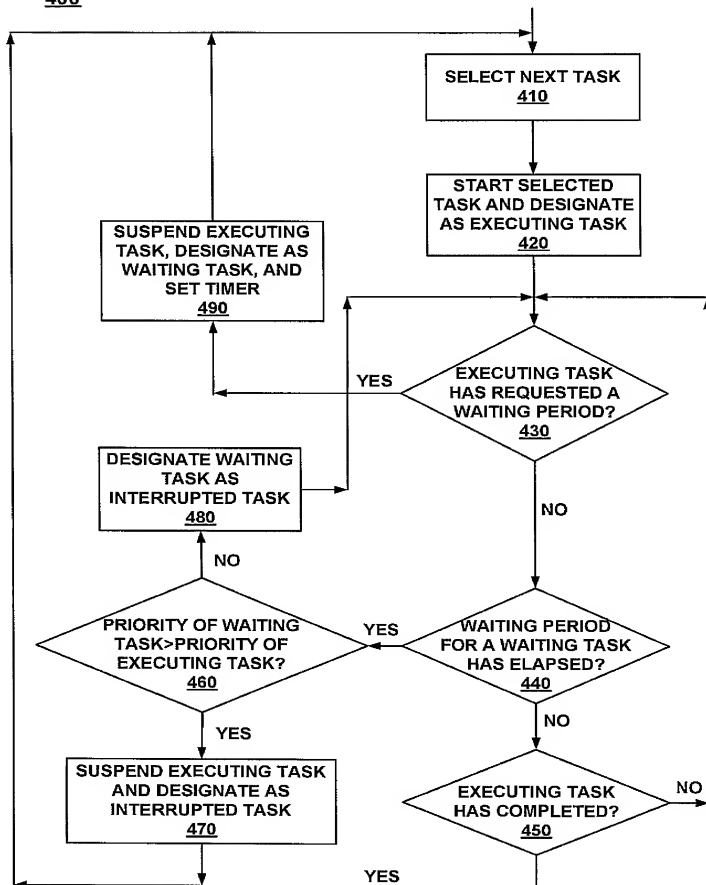 SELECT NEXT TASK
410
START SELECTED
TASK AND DESIGNATE
AS EXECUTING TASK
420
SUSPEND EXECUTING
TASK, DESIGNATE AS
WAITING TASK, AND
SET TIMER
490
YES
EXECUTING TASK
HAS REQUESTED A
WAITING PERIOD?
430
DESIGNATE WAITING
TASK AS
INTERRUPTED TASK
480
NO
NO
PRIORITY OF WAITING
TASK>PRIORITY OF
EXECUTING TASK?
460
YES
WAITING PERIOD
FOR A WAITING TASK
HAS ELAPSED?
440
YES
NO
SUSPEND EXECUTING TASK
AND DESIGNATE AS
INTERRUPTED TASK
470
EXECUTING TASK
HAS COMPLETED?
450
NO
YES